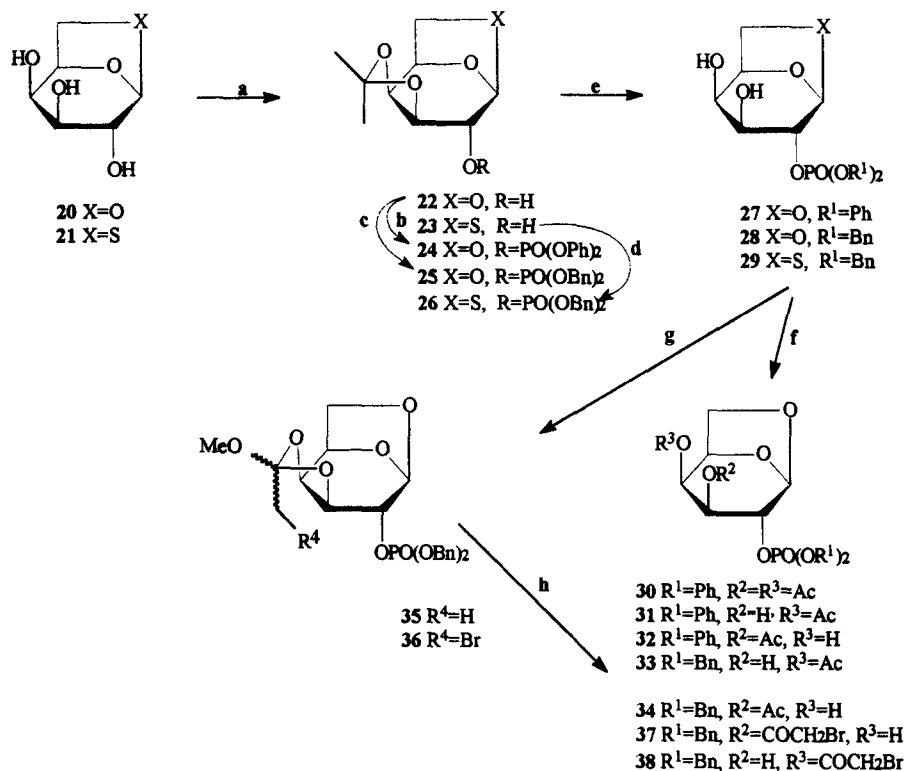 X
HO
O
OH
OH
20 X=O
21 X=S
a
X
O
O
O
OR
22 X=O, R=H
23 X=S, R=H
24 X=O, R=PO(OPh)2
25 X=O, R=PO(OBn)2
26 X=S, R=PO(OBn)2
c
b
d
e
X
HO
O
OH
OPO(OR1)2
27 X=O, R1=Ph
28 X=O, R1=Bn
29 X=S, R1=Bn
g
f
O
MeO
O
O
O
R4
OPO(OBn)2
35 R4=H
36 R4=Br
h
O
R3O
O
OR2
OPO(OR1)2
30 R1=Ph, R2=R3=Ac
31 R1=Ph, R2=H, R3=Ac
32 R1=Ph, R2=Ac, R3=H
33 R1=Bn, R2=H, R3=Ac
34 R1=Bn, R2=Ac, R3=H
37 R1=Bn, R2=COCH2Br, R3=H
38 R1=Bn, R2=H, R3=COCH2Br